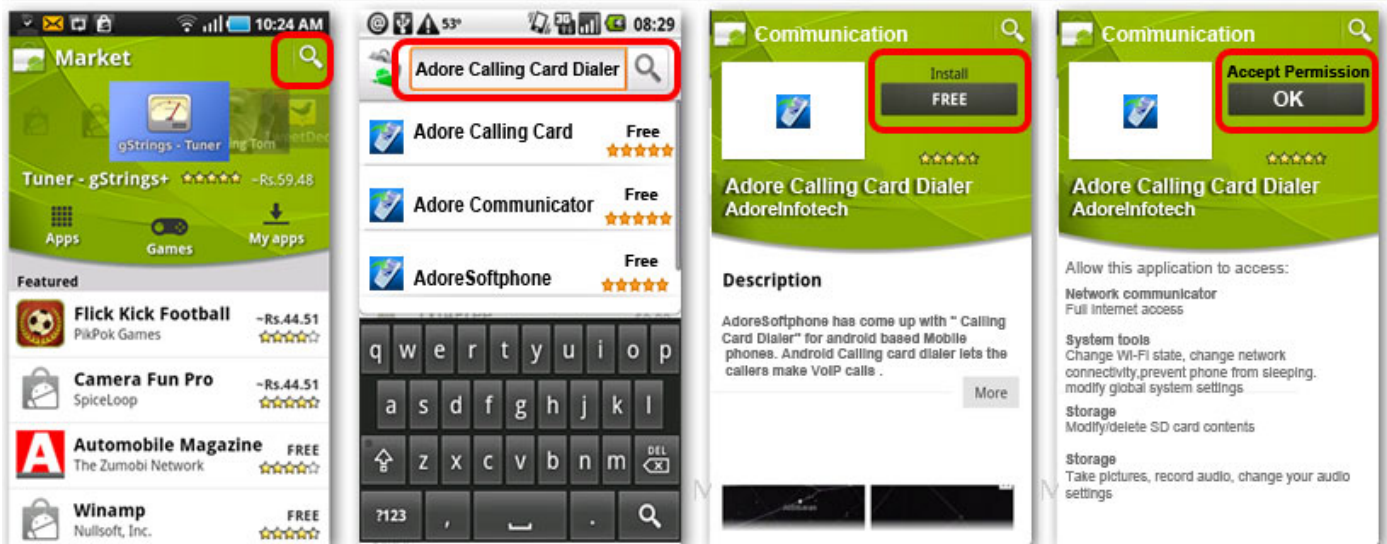 10:24 AM
Market
gStrings - Tuner
ing Tom
Tuner - gStrings+
~Rs.59.48
Apps
Games
My apps
Featured
Flick Kick Football
~Rs.44.51
PikPok Games
Camera Fun Pro
~Rs.44.51
SpiceLoop
Automobile Magazine
FREE
The Zumobi Network
Winamp
FREE
Nullsoft, Inc.
53°
3G
08:29
Adore Calling Card Dialer
Adore Calling Card
Free
Adore Communicator
Free
AdoreSoftphone
Free
q w e r t y u i o p
a s d f g h j k l
z x c v b n m DEL
?123 , .
Communication
Install
FREE
Adore Calling Card Dialer
AdoreInfotech
Description
AdoreSoftphone has come up with " Calling
Card Dialer" for android based Mobile
phones. Android Calling card dialer lets the
callers make VoIP calls .
More
Communication
Accept Permission
OK
Adore Calling Card Dialer
AdoreInfotech
Allow this application to access:
Network communicator
Full internet access
System tools
Change Wi-Fi state, change network
connectivity,prevent phone from sleeping.
modify global system settings
Storage
Modify/delete SD card contents
Storage
Take pictures, record audio, change your audio
settings